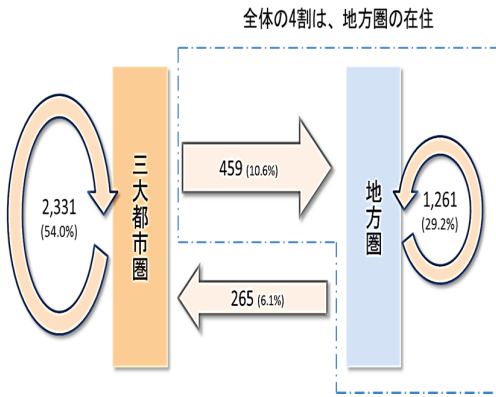 全体の4割は、地方圏の在住
2,331
(54.0%)
三大都市圏
459 (10.6%)
265 (6.1%)
地方圏
1,261
(29.2%)